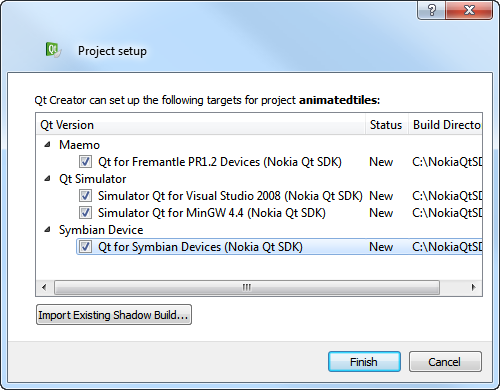 Project setup
Qt Creator can set up the following targets for project animatedtiles:
Qt Version Status Build Directo
Maemo
Qt for Fremantle PR1.2 Devices (Nokia Qt SDK) New C:\NokiaQtSD
Qt Simulator
Simulator Qt for Visual Studio 2008 (Nokia Qt SDK) New C:\NokiaQtSD
Simulator Qt for MinGW 4.4 (Nokia Qt SDK) New C:\NokiaQtSD
Symbian Device
Qt for Symbian Devices (Nokia Qt SDK) New C:\NokiaQtSD
Import Existing Shadow Build...
Finish Cancel